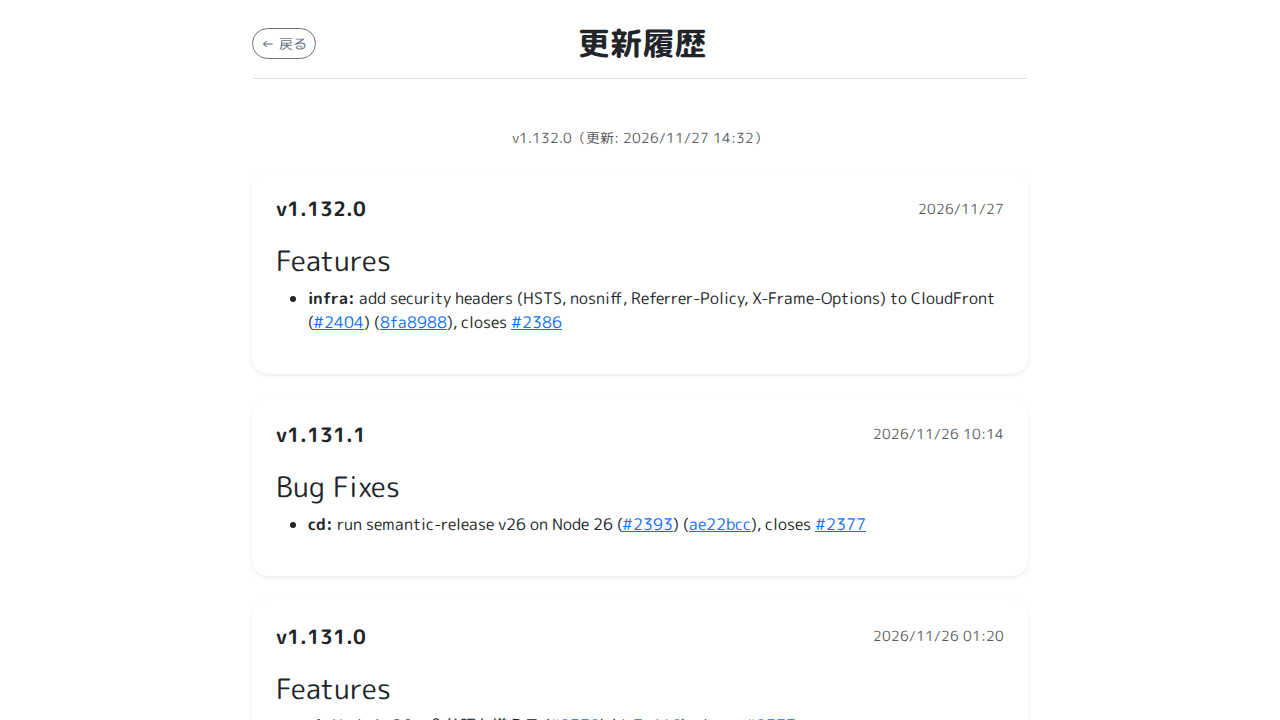 ← 戻る
更新履歴
v1.132.0（更新: 2026/11/27 14:32）
v1.132.0
2026/11/27
Features
infra: add security headers (HSTS, nosniff, Referrer-Policy, X-Frame-Options) to CloudFront
(#2404) (8fa8988), closes #2386
v1.131.1
2026/11/26 10:14
Bug Fixes
cd: run semantic-release v26 on Node 26 (#2393) (ae22bcc), closes #2377
v1.131.0
2026/11/26 01:20
Features